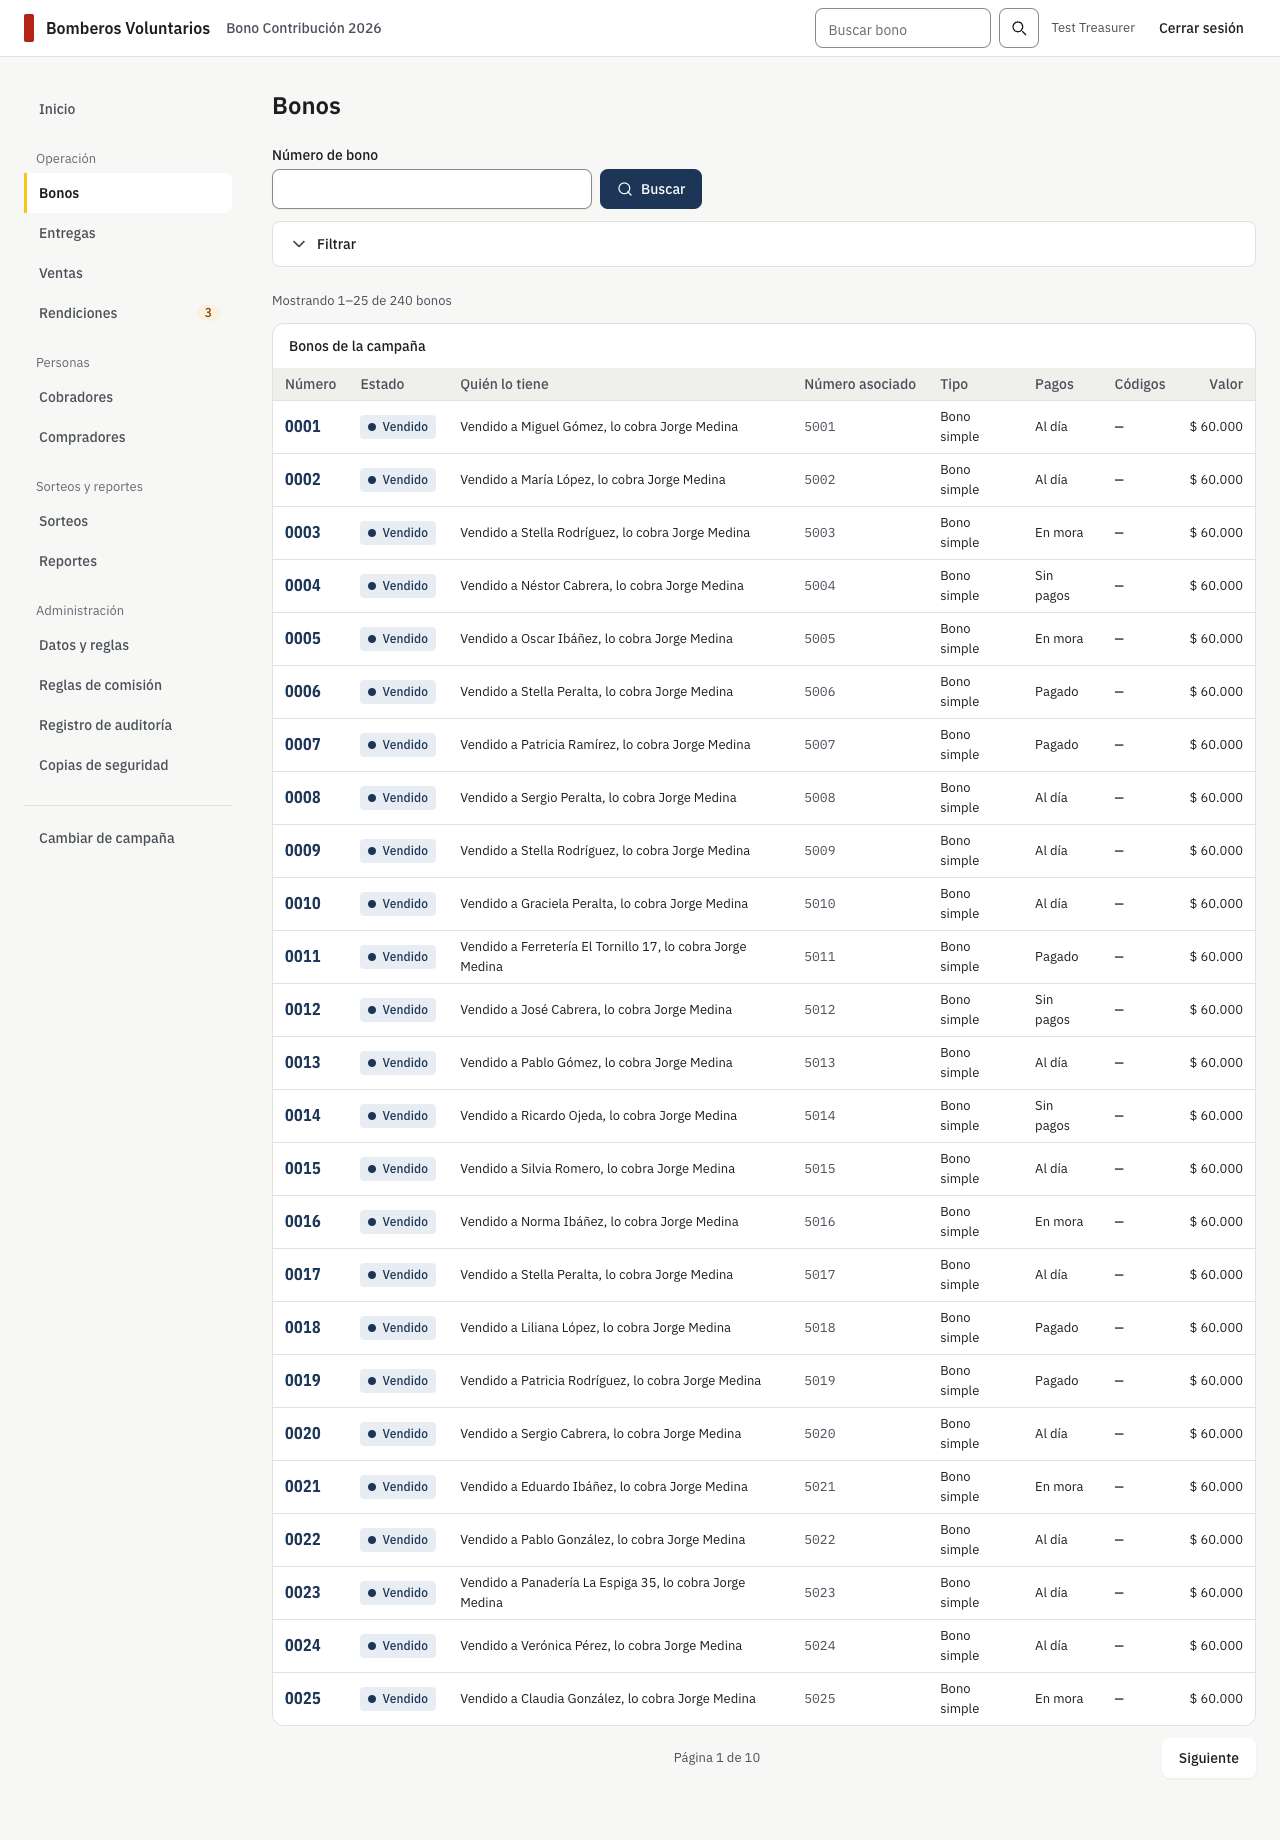 Bomberos Voluntarios
Bono Contribución 2026
Buscar bono
Test Treasurer
Cerrar sesión
Inicio
Operación
Bonos
Entregas
Ventas
Rendiciones 3
Personas
Cobradores
Compradores
Sorteos y reportes
Sorteos
Reportes
Administración
Datos y reglas
Reglas de comisión
Registro de auditoría
Copias de seguridad
Cambiar de campaña
Bonos
Número de bono
Buscar
Filtrar
Mostrando 1–25 de 240 bonos
Bonos de la campaña
Número Estado Quién lo tiene Número asociado Tipo Pagos Códigos Valor
0001 Vendido Vendido a Miguel Gómez, lo cobra Jorge Medina 5001 Bono simple Al día — $ 60.000
0002 Vendido Vendido a María López, lo cobra Jorge Medina 5002 Bono simple Al día — $ 60.000
0003 Vendido Vendido a Stella Rodríguez, lo cobra Jorge Medina 5003 Bono simple En mora — $ 60.000
0004 Vendido Vendido a Néstor Cabrera, lo cobra Jorge Medina 5004 Bono simple Sin pagos — $ 60.000
0005 Vendido Vendido a Oscar Ibáñez, lo cobra Jorge Medina 5005 Bono simple En mora — $ 60.000
0006 Vendido Vendido a Stella Peralta, lo cobra Jorge Medina 5006 Bono simple Pagado — $ 60.000
0007 Vendido Vendido a Patricia Ramírez, lo cobra Jorge Medina 5007 Bono simple Pagado — $ 60.000
0008 Vendido Vendido a Sergio Peralta, lo cobra Jorge Medina 5008 Bono simple Al día — $ 60.000
0009 Vendido Vendido a Stella Rodríguez, lo cobra Jorge Medina 5009 Bono simple Al día — $ 60.000
0010 Vendido Vendido a Graciela Peralta, lo cobra Jorge Medina 5010 Bono simple Al día — $ 60.000
0011 Vendido Vendido a Ferretería El Tornillo 17, lo cobra Jorge Medina 5011 Bono simple Pagado — $ 60.000
0012 Vendido Vendido a José Cabrera, lo cobra Jorge Medina 5012 Bono simple Sin pagos — $ 60.000
0013 Vendido Vendido a Pablo Gómez, lo cobra Jorge Medina 5013 Bono simple Al día — $ 60.000
0014 Vendido Vendido a Ricardo Ojeda, lo cobra Jorge Medina 5014 Bono simple Sin pagos — $ 60.000
0015 Vendido Vendido a Silvia Romero, lo cobra Jorge Medina 5015 Bono simple Al día — $ 60.000
0016 Vendido Vendido a Norma Ibáñez, lo cobra Jorge Medina 5016 Bono simple En mora — $ 60.000
0017 Vendido Vendido a Stella Peralta, lo cobra Jorge Medina 5017 Bono simple Al día — $ 60.000
0018 Vendido Vendido a Liliana López, lo cobra Jorge Medina 5018 Bono simple Pagado — $ 60.000
0019 Vendido Vendido a Patricia Rodríguez, lo cobra Jorge Medina 5019 Bono simple Pagado — $ 60.000
0020 Vendido Vendido a Sergio Cabrera, lo cobra Jorge Medina 5020 Bono simple Al día — $ 60.000
0021 Vendido Vendido a Eduardo Ibáñez, lo cobra Jorge Medina 5021 Bono simple En mora — $ 60.000
0022 Vendido Vendido a Pablo González, lo cobra Jorge Medina 5022 Bono simple Al día — $ 60.000
0023 Vendido Vendido a Panadería La Espiga 35, lo cobra Jorge Medina 5023 Bono simple Al día — $ 60.000
0024 Vendido Vendido a Verónica Pérez, lo cobra Jorge Medina 5024 Bono simple Al día — $ 60.000
0025 Vendido Vendido a Claudia González, lo cobra Jorge Medina 5025 Bono simple En mora — $ 60.000
Página 1 de 10
Siguiente